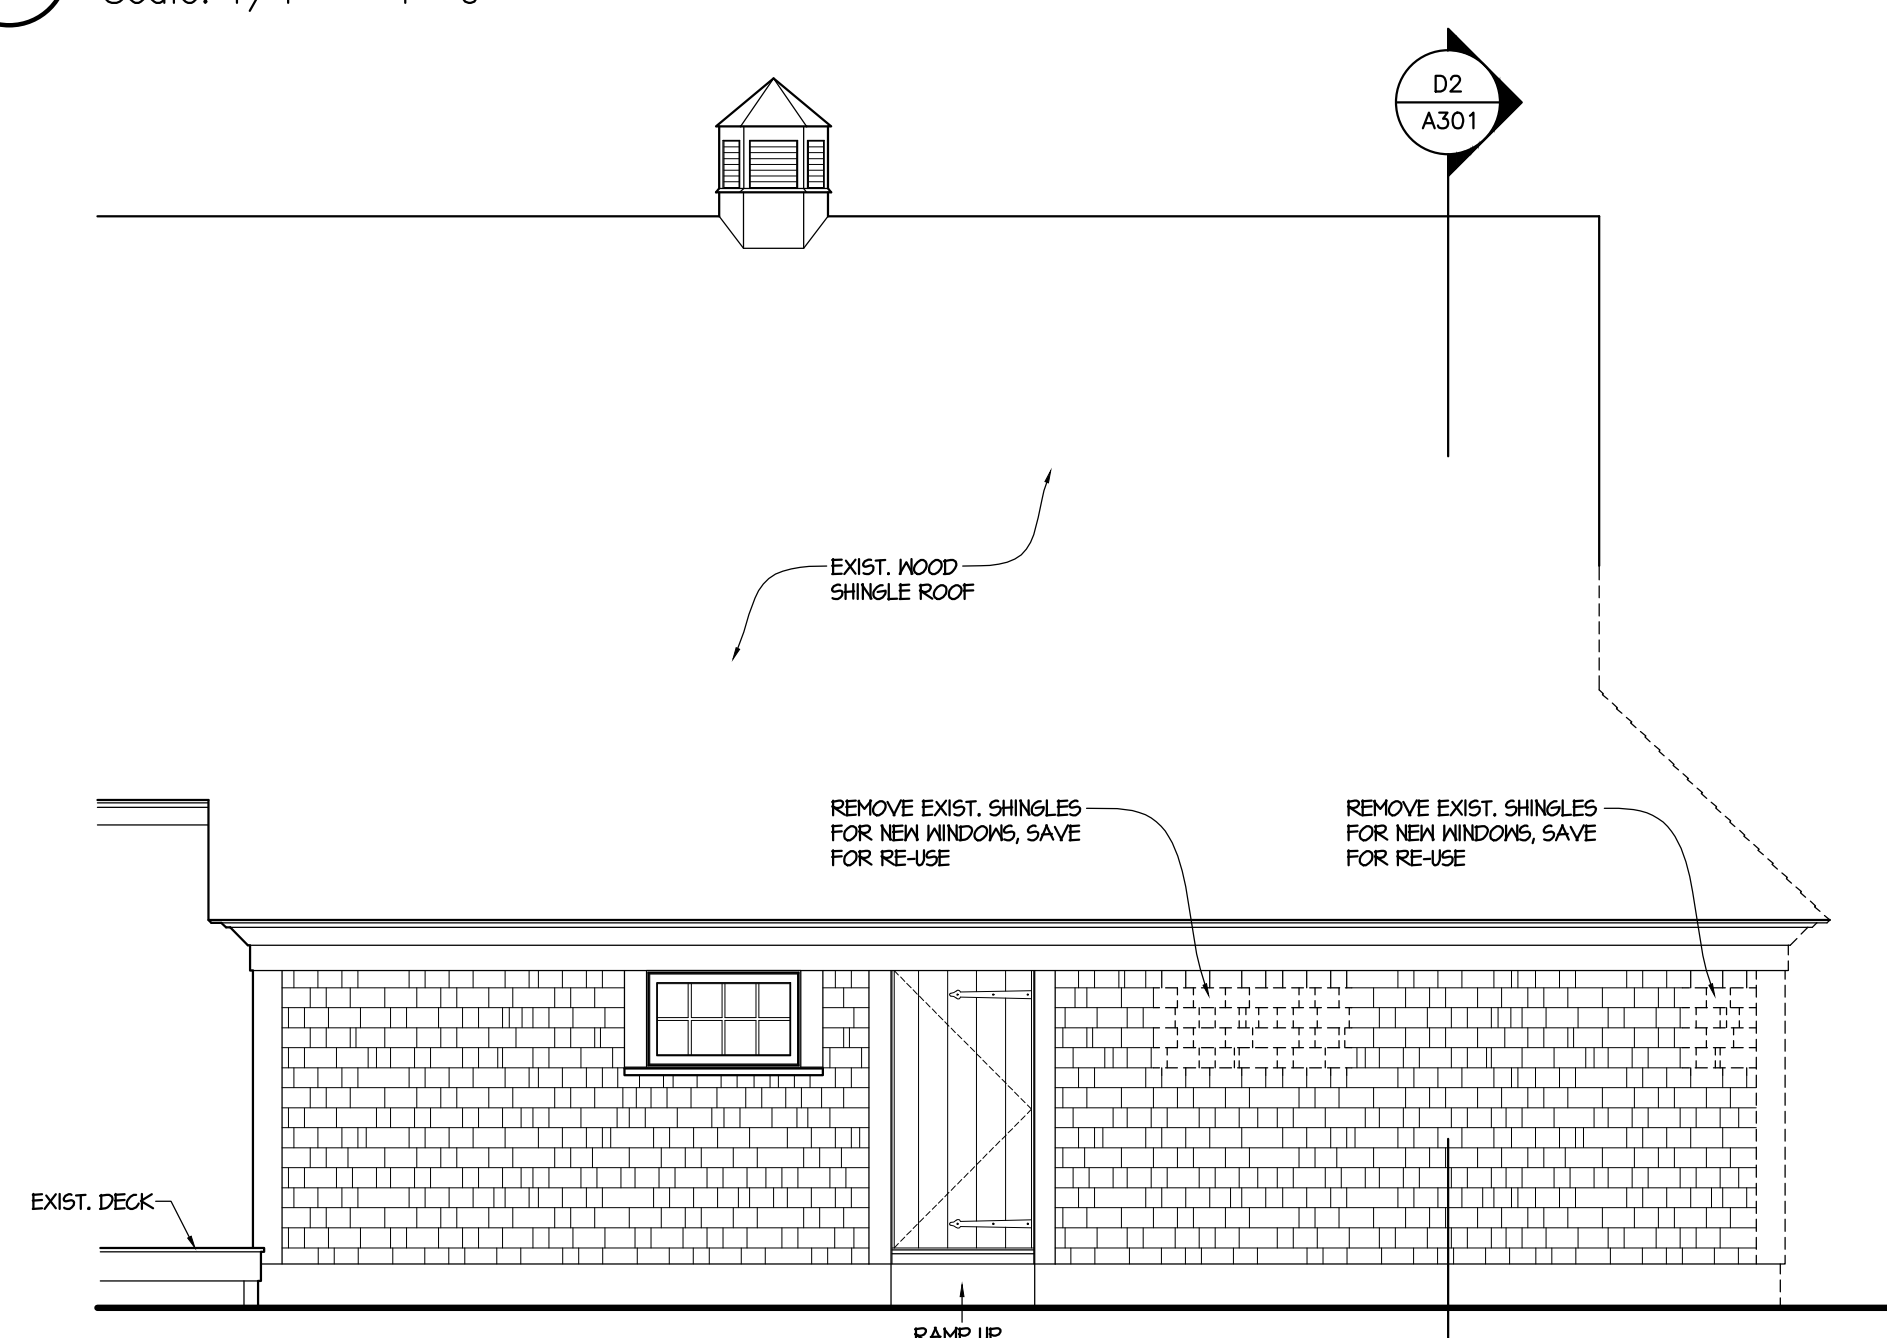 D2
A301
EXIST. WOOD
SHINGLE ROOF
REMOVE EXIST. SHINGLES
FOR NEW WINDOWS, SAVE
FOR RE-USE
REMOVE EXIST. SHINGLES
FOR NEW WINDOWS, SAVE
FOR RE-USE
EXIST. DECK
RAMP UP